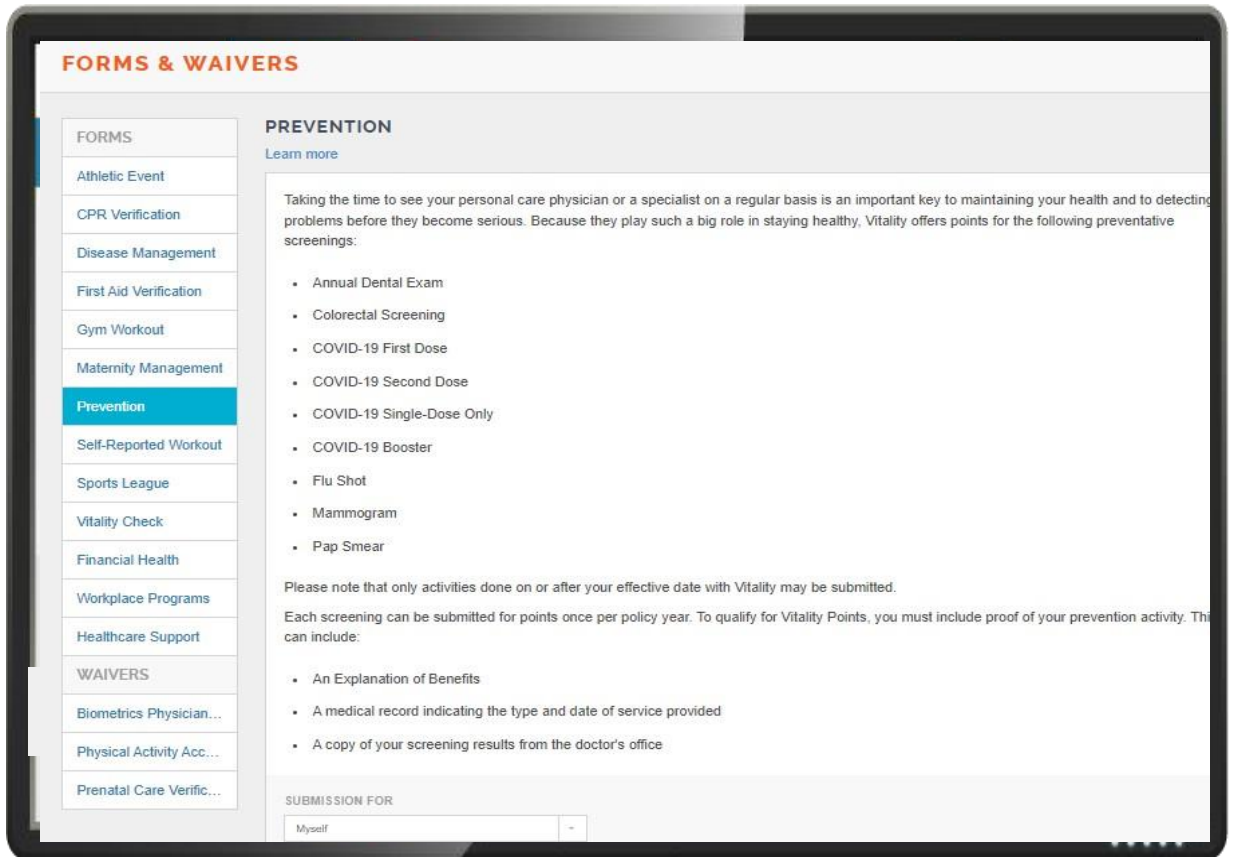 FORMS & WAIVERS
FORMS
Athletic Event
CPR Verification
Disease Management
First Aid Verification
Gym Workout
Maternity Management
Prevention
Self-Reported Workout
Sports League
Vitality Check
Financial Health
Workplace Programs
Healthcare Support
WAIVERS
Biometrics Physician...
Physical Activity Acc...
Prenatal Care Verific...
PREVENTION
Learn more
Taking the time to see your personal care physician or a specialist on a regular basis is an important key to maintaining your health and to detecting
problems before they become serious. Because they play such a big role in staying healthy, Vitality offers points for the following preventative
screenings:
• Annual Dental Exam
• Colorectal Screening
• COVID-19 First Dose
• COVID-19 Second Dose
• COVID-19 Single-Dose Only
• COVID-19 Booster
• Flu Shot
• Mammogram
• Pap Smear
Please note that only activities done on or after your effective date with Vitality may be submitted.
Each screening can be submitted for points once per policy year. To qualify for Vitality Points, you must include proof of your prevention activity. Thi
can include:
• An Explanation of Benefits
• A medical record indicating the type and date of service provided
• A copy of your screening results from the doctor's office
SUBMISSION FOR
Myself